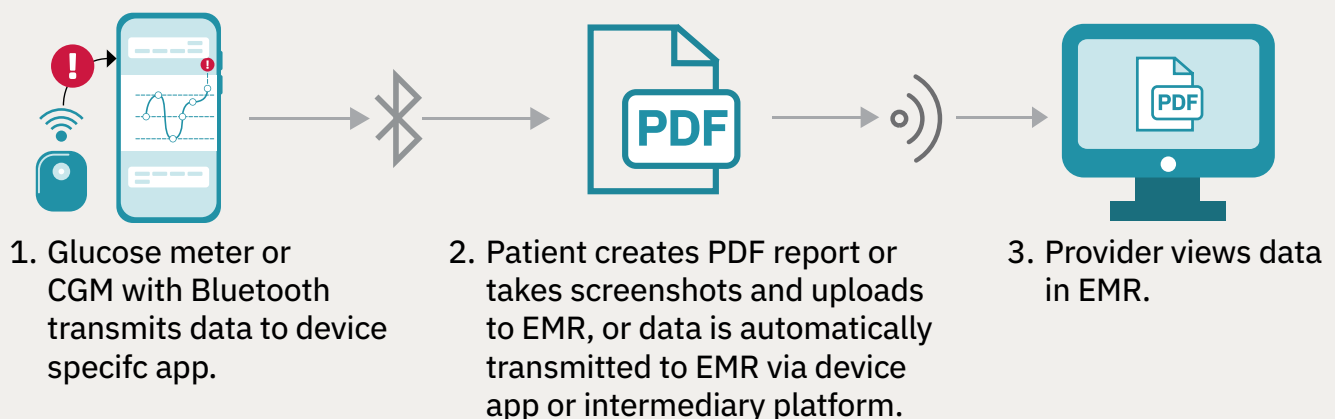 !
!
PDF
PDF
1. Glucose meter or
CGM with Bluetooth
transmits data to device
specifc app.
2. Patient creates PDF report or
takes screenshots and uploads
to EMR, or data is automatically
transmitted to EMR via device
app or intermediary platform.
3. Provider views data
in EMR.